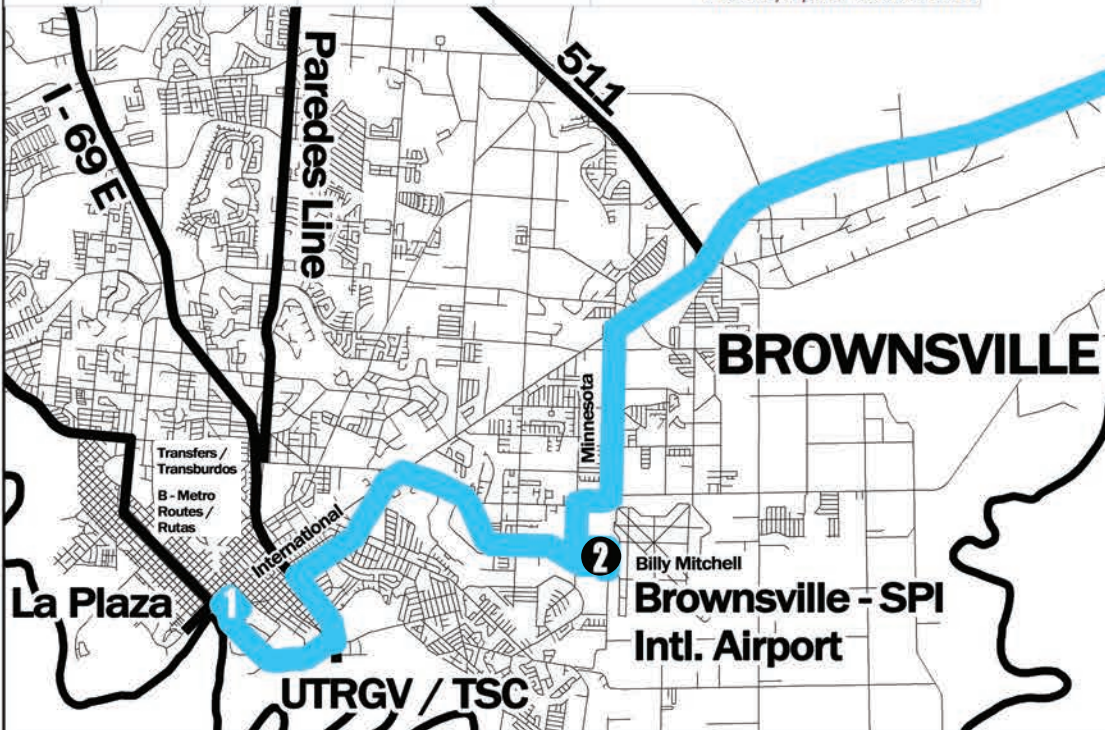 I - 69 E
Paredes Line
511
BROWNSVILLE
Minnesota
Transfers /
Transburdos
B - Metro
Routes /
Rutas
International
La Plaza
1
2
Billy Mitchell
Brownsville - SPI
Intl. Airport
UTRGV / TSC